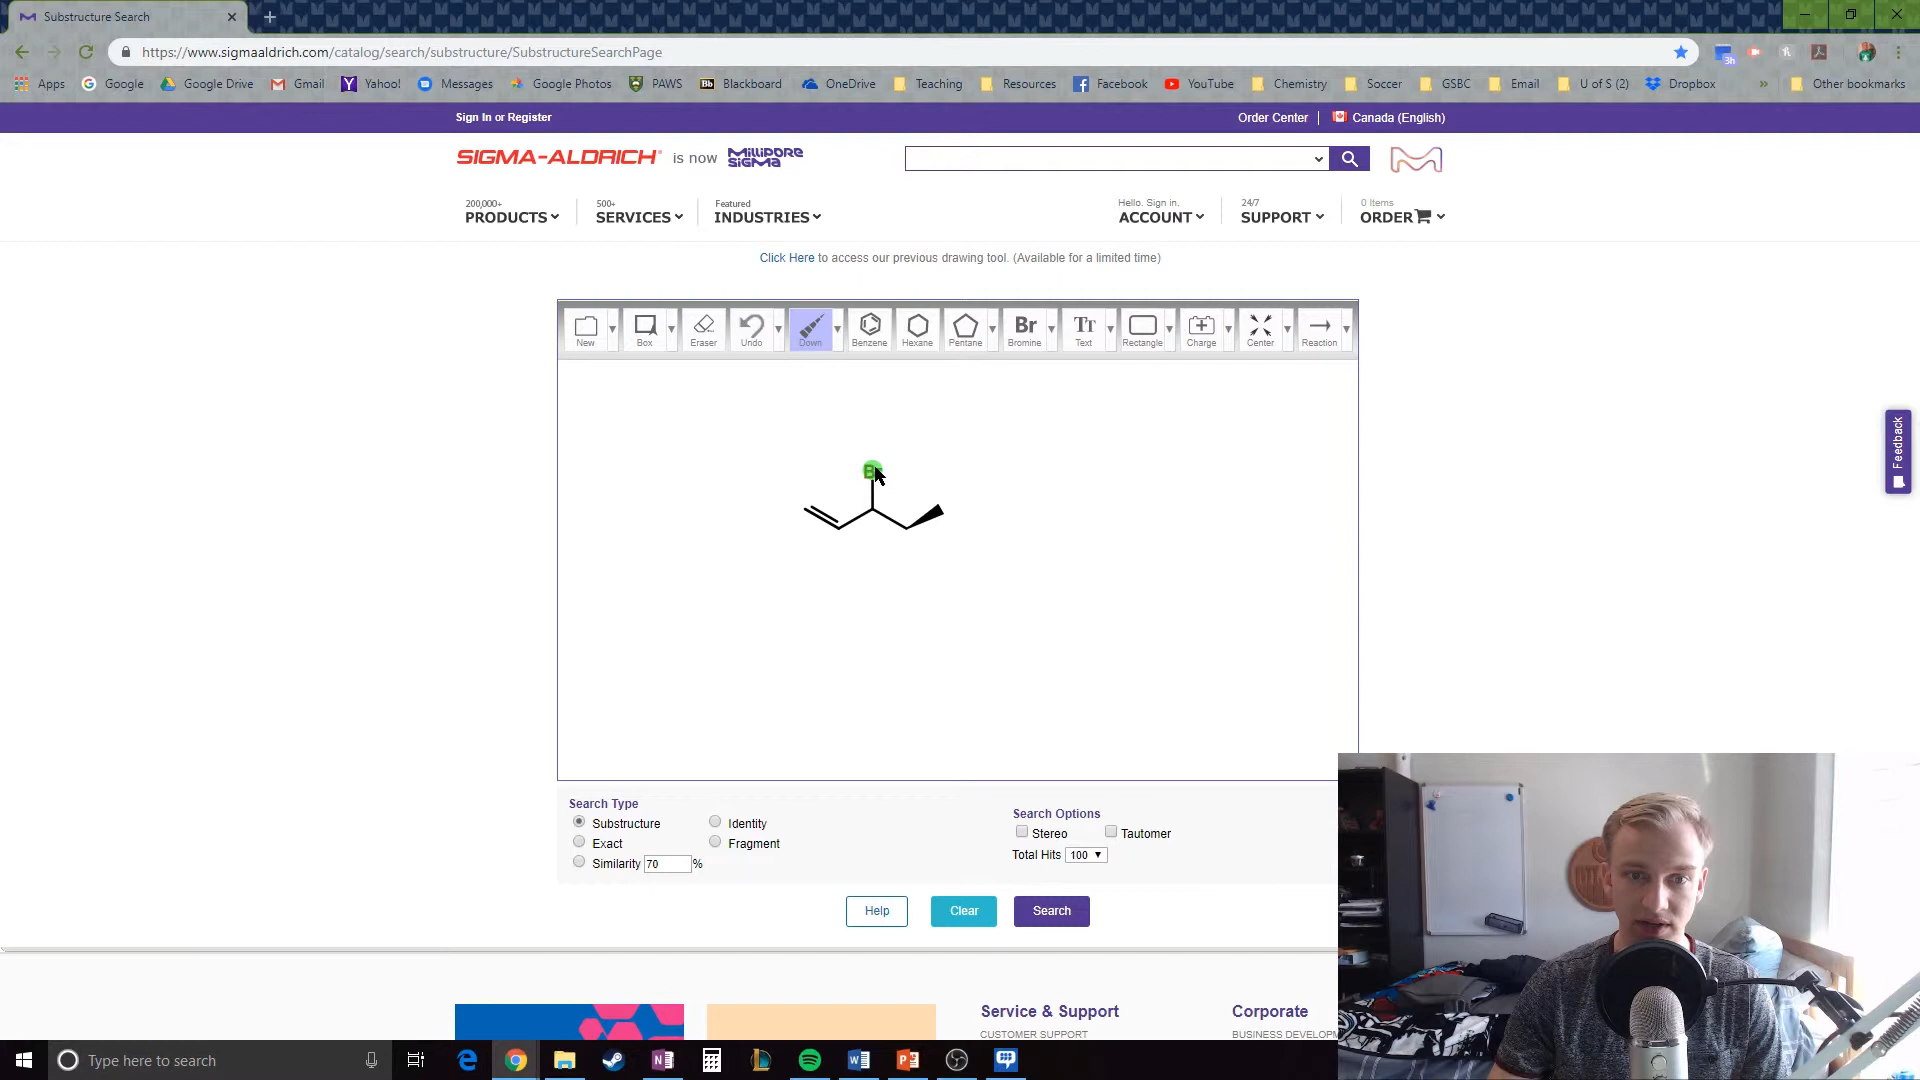 Substructure Search
https://www.sigmaaldrich.com/catalog/search/substructure/SubstructureSearchPage
3h
Apps Google Google Drive Gmail Yahoo! Messages Google Photos PAWS Bb Blackboard OneDrive Teaching Resources Facebook YouTube Chemistry Soccer GSBC Email U of S (2) Dropbox » Other bookmarks
Sign In or Register Order Center Canada (English)
SIGMA-ALDRICH® is now Millipore Sigma
200,000+ 500+ Featured Hello. Sign in. 24/7 0 Items
PRODUCTS SERVICES INDUSTRIES ACCOUNT SUPPORT ORDER
Click Here to access our previous drawing tool. (Available for a limited time)
Br TT
New Box Eraser Undo Down Benzene Hexane Pentane Bromine Text Rectangle Charge Center Reaction
Feedback
Search Type
Substructure Identity
Exact Fragment
Similarity 70 %
Search Options
Stereo Tautomer
Total Hits 100
Help Clear Search
Service & Support Corporate
CUSTOMER SUPPORT
Type here to search